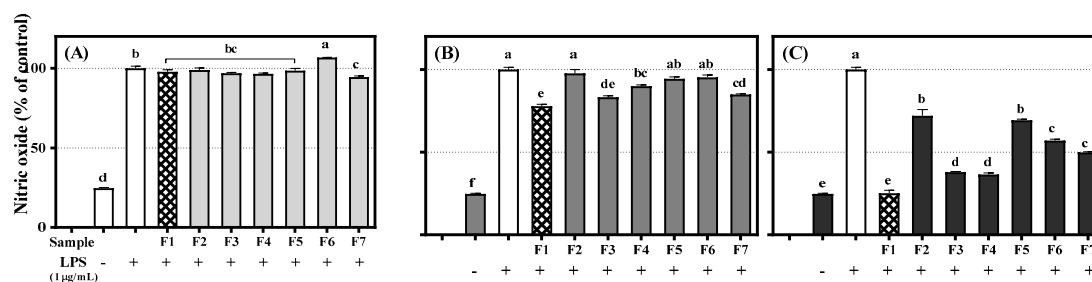 (A) b bc a c d
(B) a e a de bc ab ab cd f
(C) a b b c c d d e e
Nitric oxide (% of control)
100
50
0
Sample F1 F2 F3 F4 F5 F6 F7
F1 F2 F3 F4 F5 F6 F7
F1 F2 F3 F4 F5 F6 F7
LPS - + + + + + + + +
- + + + + + + + +
- + + + + + + + +
(1 μg/mL)